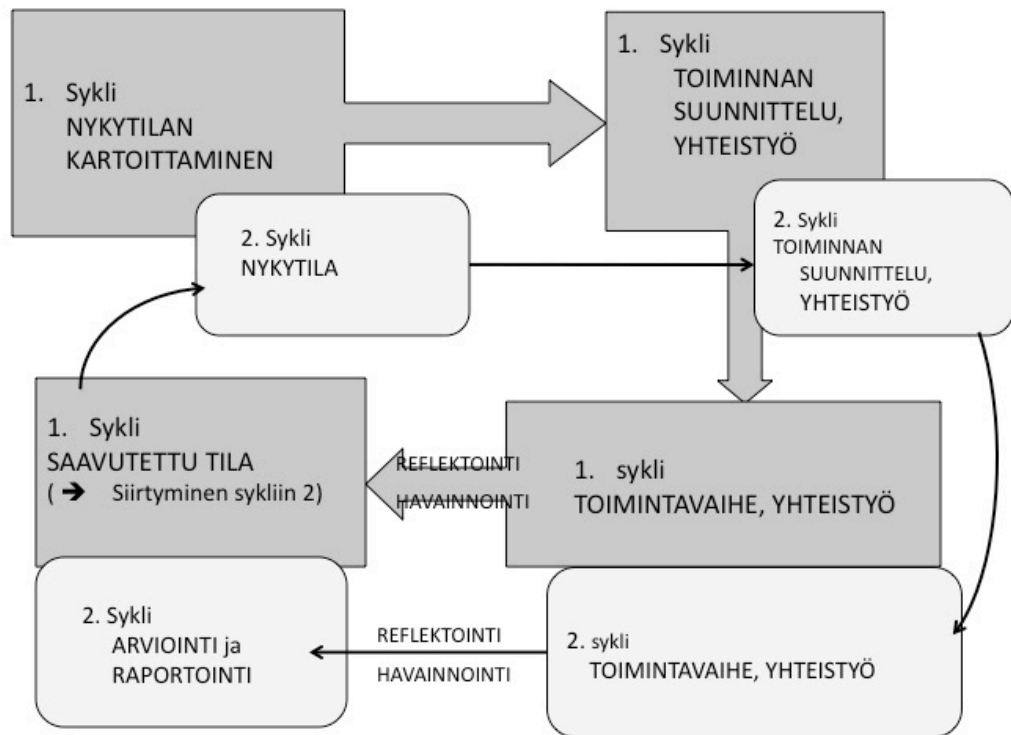 1. Sykli
NYKYTILAN
KARTOITTAMINEN
1. Sykli
TOIMINNAN
SUUNNITTELU,
YHTEISTYÖ
2. Sykli
NYKYTILA
2. Sykli
TOIMINNAN
SUUNNITTELU,
YHTEISTYÖ
1. Sykli
SAAVUTETTU TILA
( ➔ Siirtyminen sykliin 2)
REFLEKTOINTI
HAVAINNOINTI
1. sykli
TOIMINTAVAIHE, YHTEISTYÖ
2. Sykli
ARVIOINTI ja
RAPORTOINTI
REFLEKTOINTI
HAVAINNOINTI
2. sykli
TOIMINTAVAIHE, YHTEISTYÖ